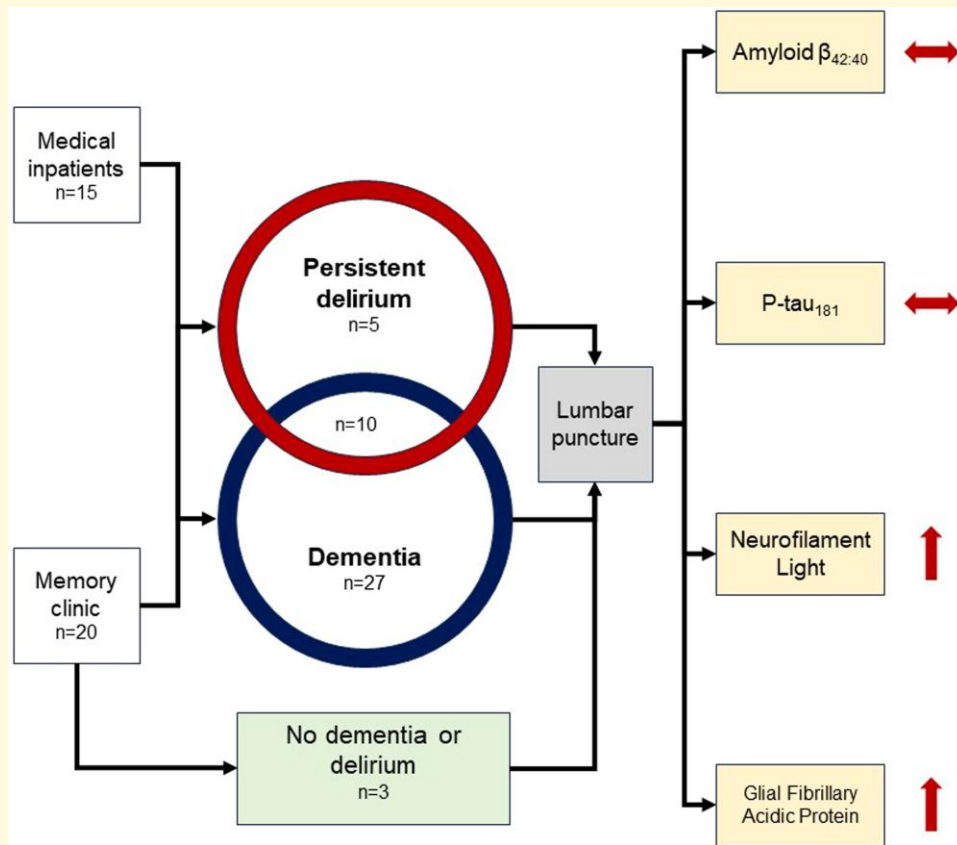 Medical
inpatients
n=15
Memory
clinic
n=20
Persistent
delirium
n=5
n=10
Dementia
n=27
No dementia or
delirium
n=3
Lumbar
puncture
Amyloid β42:40
P-tau181
Neurofilament
Light
Glial Fibrillary
Acidic Protein